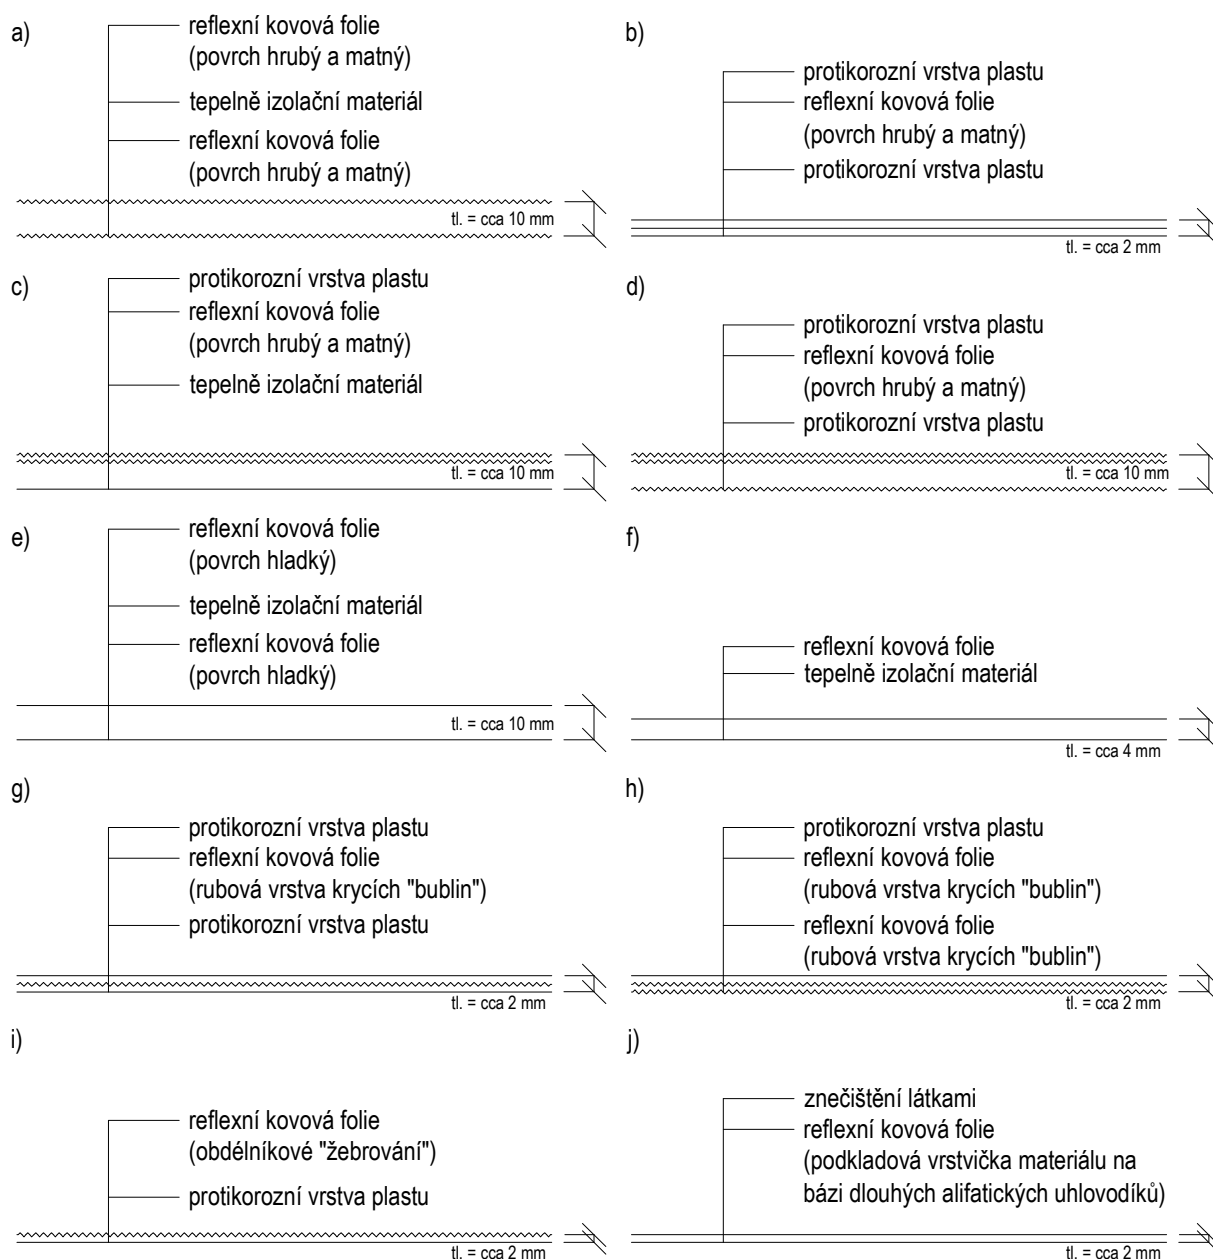 a)
reflexní kovová folie
(povrch hrubý a matný)
tepelně izolační materiál
reflexní kovová folie
(povrch hrubý a matný)
tl. = cca 10 mm
b)
protikorozní vrstva plastu
reflexní kovová folie
(povrch hrubý a matný)
protikorozní vrstva plastu
tl. = cca 2 mm
c)
protikorozní vrstva plastu
reflexní kovová folie
(povrch hrubý a matný)
tepelně izolační materiál
tl. = cca 10 mm
d)
protikorozní vrstva plastu
reflexní kovová folie
(povrch hrubý a matný)
protikorozní vrstva plastu
tl. = cca 10 mm
e)
reflexní kovová folie
(povrch hladký)
tepelně izolační materiál
reflexní kovová folie
(povrch hladký)
tl. = cca 10 mm
f)
reflexní kovová folie
tepelně izolační materiál
tl. = cca 4 mm
g)
protikorozní vrstva plastu
reflexní kovová folie
(rubová vrstva krycích "bublin")
protikorozní vrstva plastu
tl. = cca 2 mm
h)
protikorozní vrstva plastu
reflexní kovová folie
(rubová vrstva krycích "bublin")
reflexní kovová folie
(rubová vrstva krycích "bublin")
tl. = cca 2 mm
i)
reflexní kovová folie
(obdélníkové "žebrování")
protikorozní vrstva plastu
tl. = cca 2 mm
j)
znečištění látkami
reflexní kovová folie
(podkladová vrstvička materiálu na
bázi dlouhých alifatických uhlovodíků)
tl. = cca 2 mm